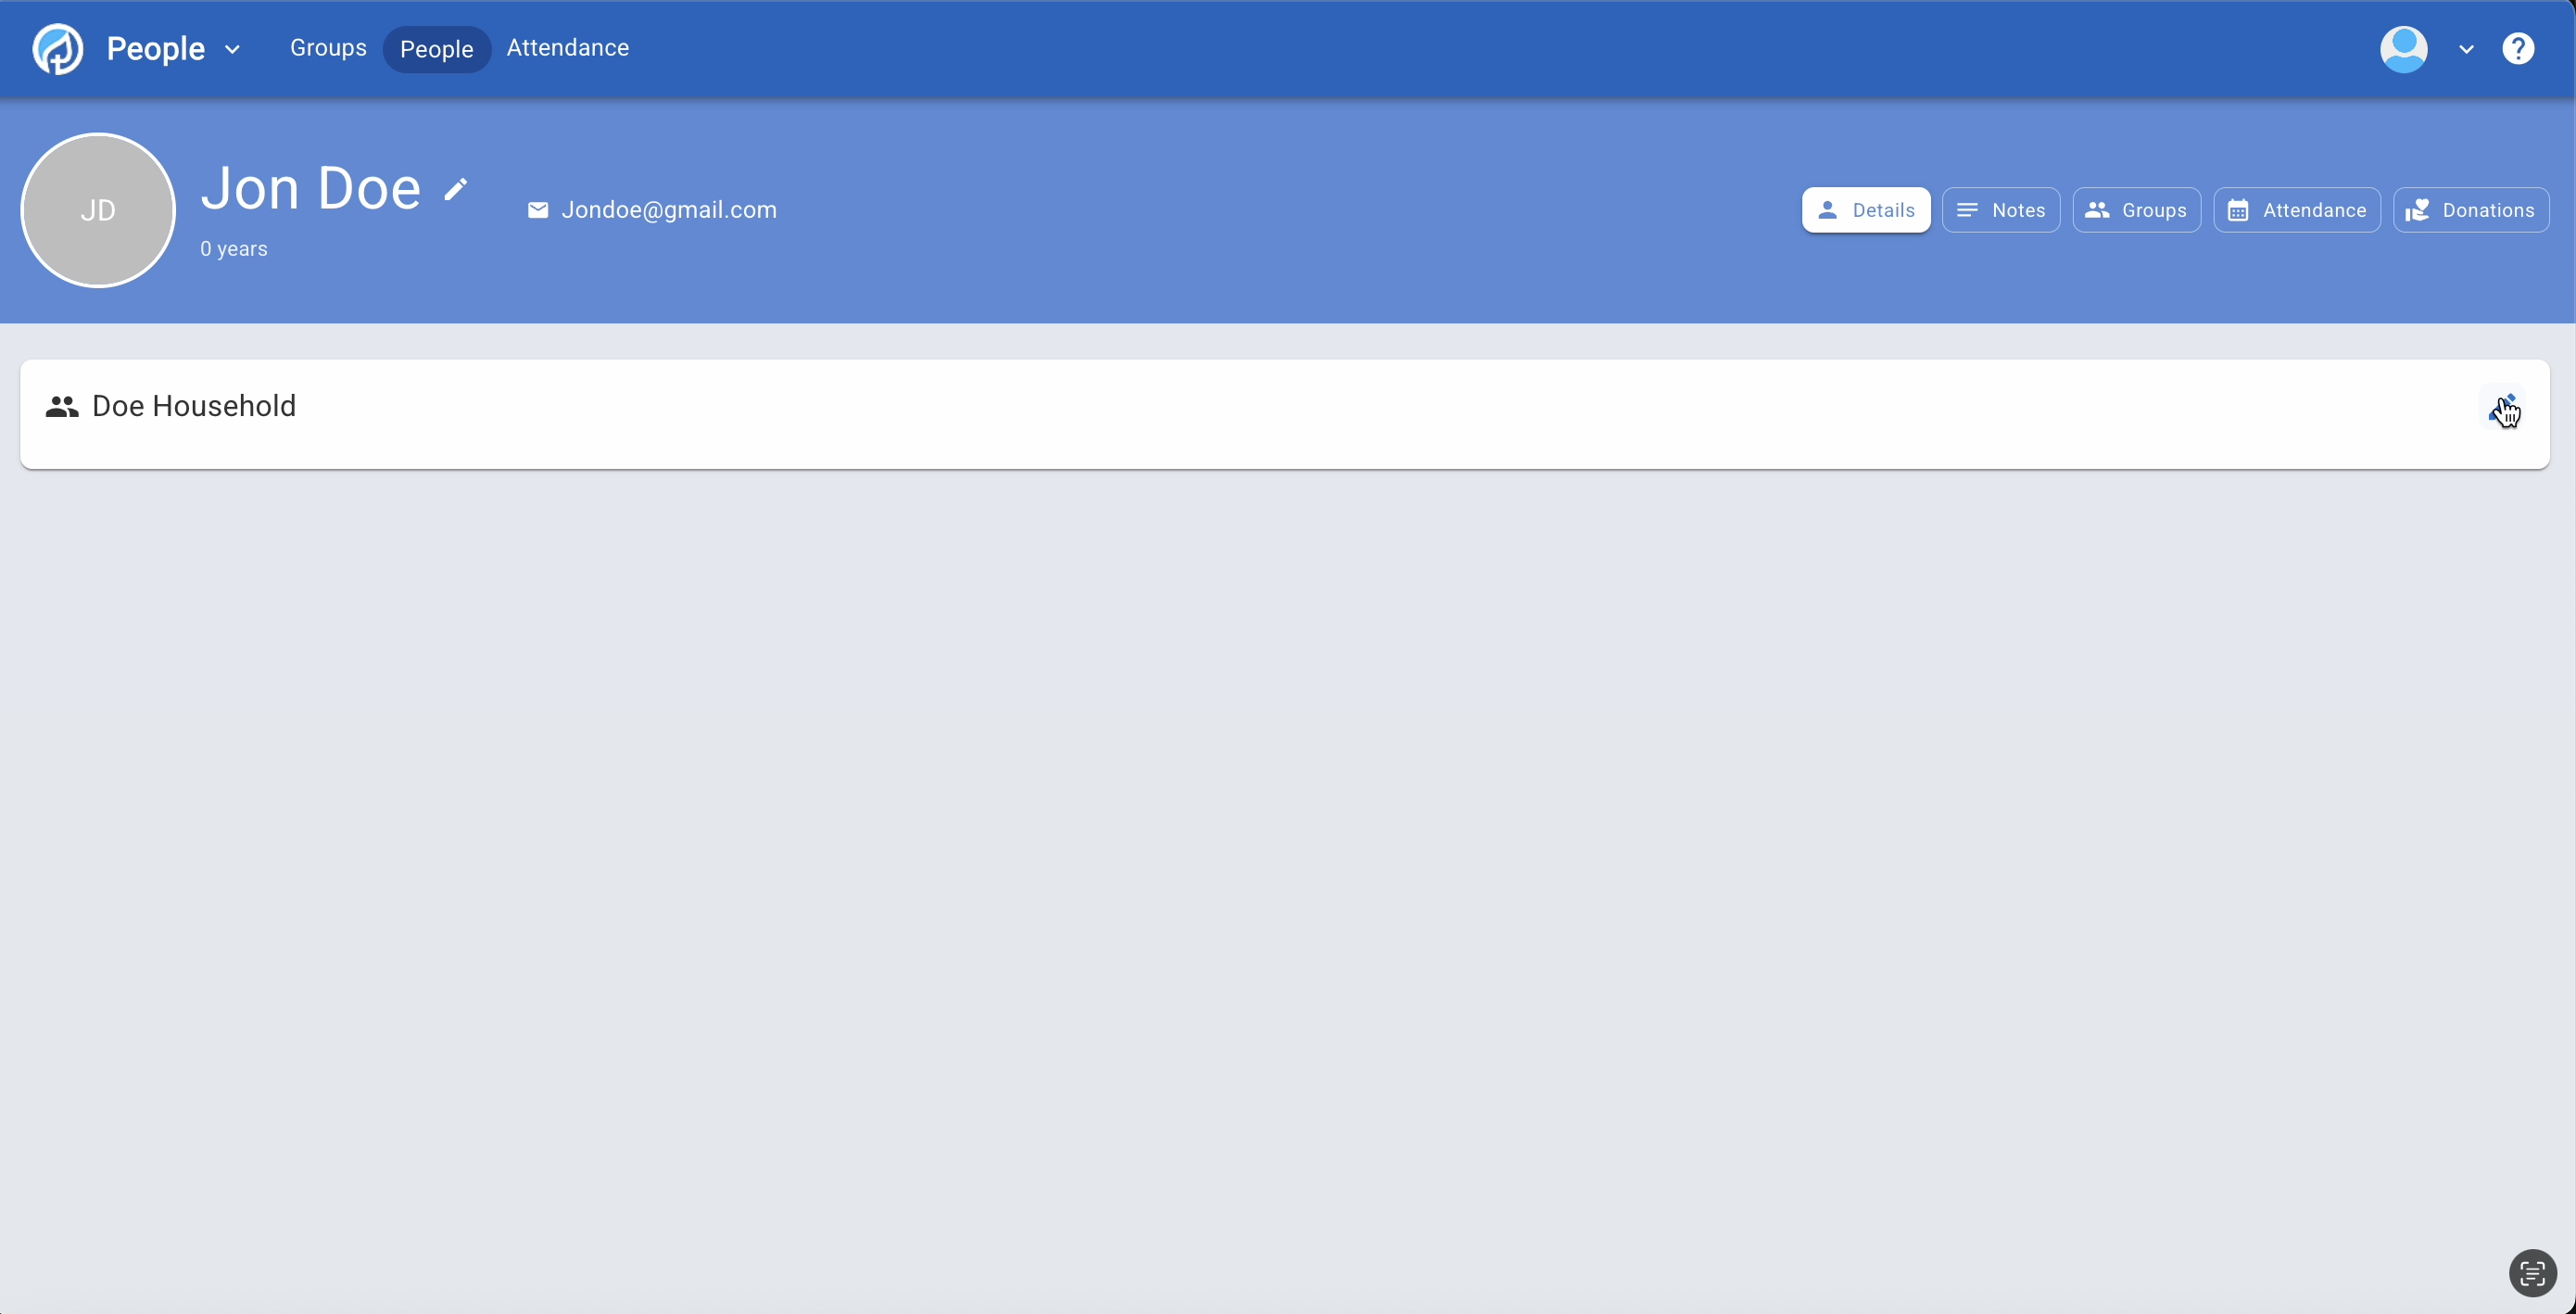 People Groups People Attendance
Jon Doe
JD
Jondoe@gmail.com
0 years
Details Notes Groups Attendance Donations
Doe Household